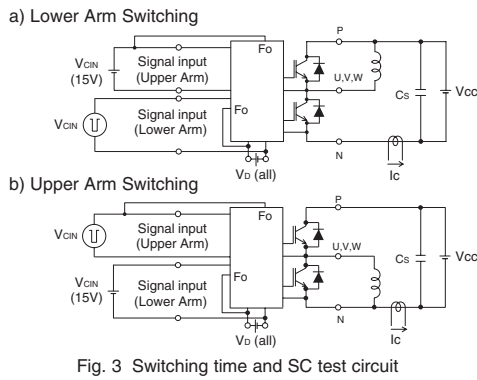 a) Lower Arm Switching
P
Fo
VCIN
(15V)
Signal input
(Upper Arm)
U,V,W
CS
Vcc
Signal input
(Lower Arm)
Fo
VCIN
N
Ic
VD (all)
b) Upper Arm Switching
P
Fo
VCIN
Signal input
(Upper Arm)
U,V,W
CS
Vcc
VCIN
(15V)
Signal input
(Lower Arm)
Fo
N
Ic
VD (all)
Fig. 3 Switching time and SC test circuit